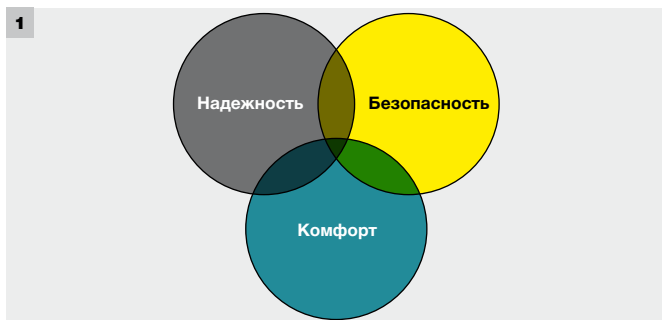 1
Надежность
Безопасность
Комфорт